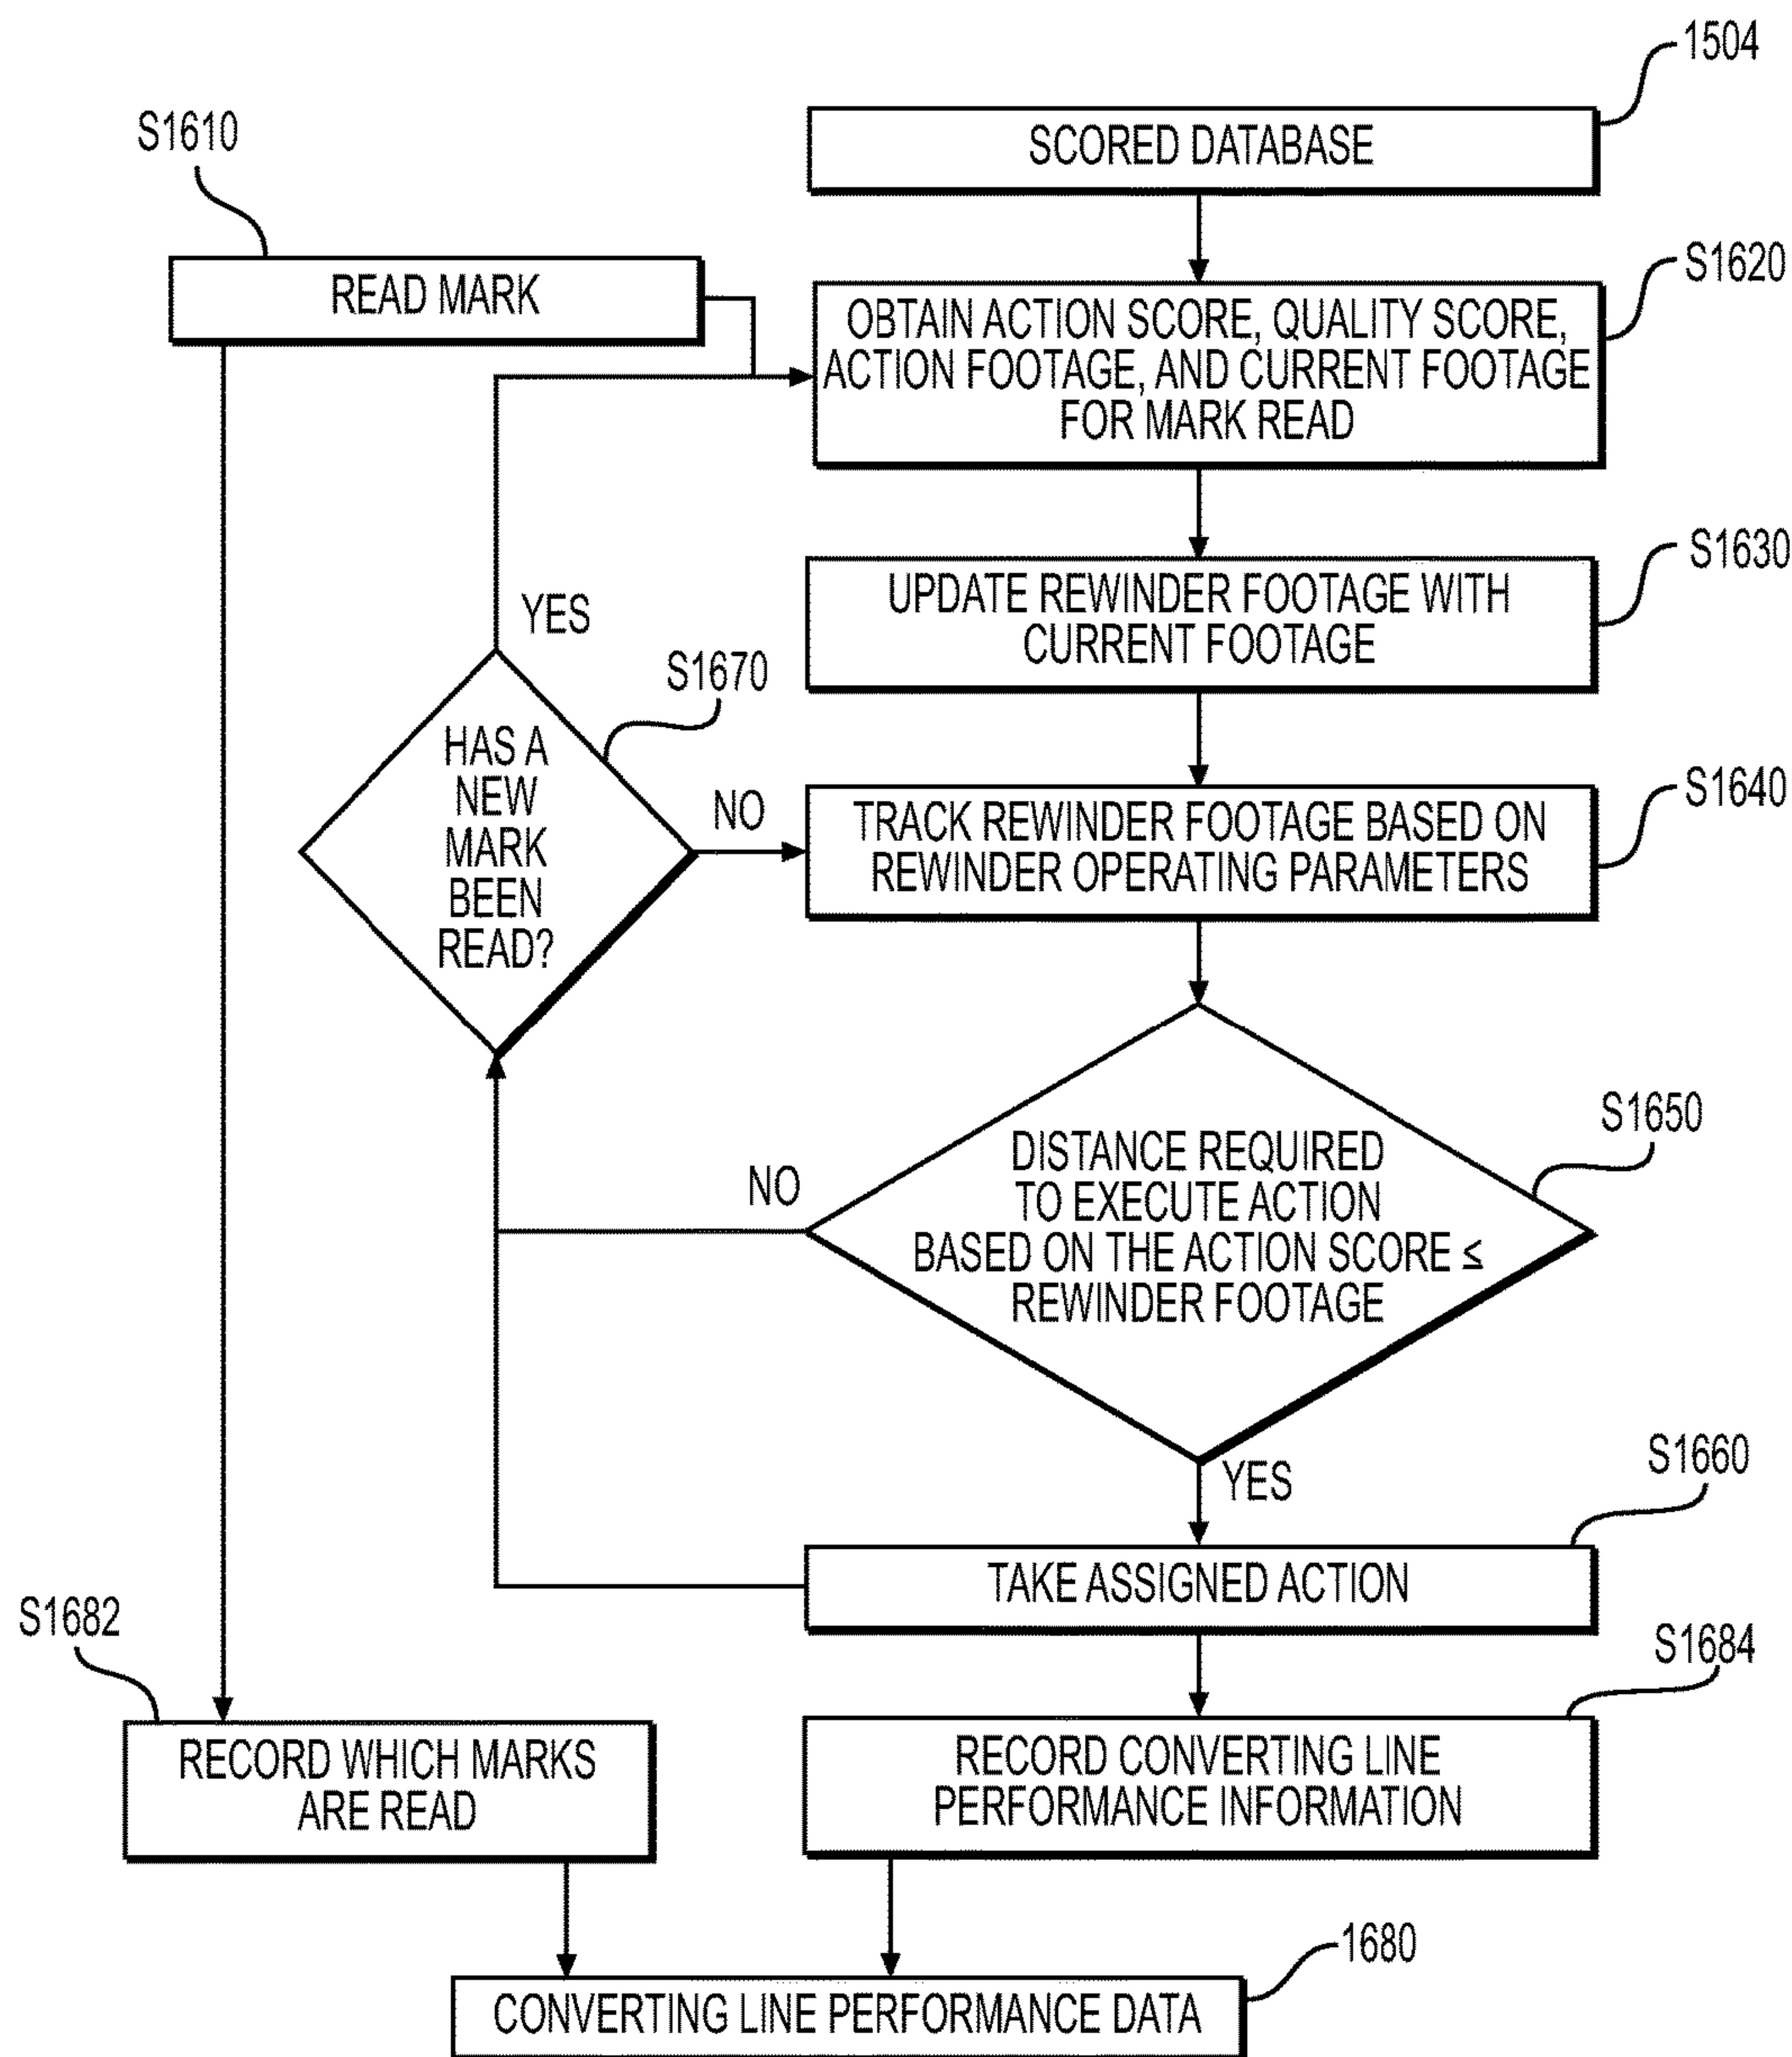 1504
SCORED DATABASE
S1610
READ MARK
S1620
OBTAIN ACTION SCORE, QUALITY SCORE,
ACTION FOOTAGE, AND CURRENT FOOTAGE
FOR MARK READ
S1630
UPDATE REWINDER FOOTAGE WITH
CURRENT FOOTAGE
YES
S1670
HAS A
NEW
MARK
BEEN
READ?
NO
S1640
TRACK REWINDER FOOTAGE BASED ON
REWINDER OPERATING PARAMETERS
S1650
DISTANCE REQUIRED
TO EXECUTE ACTION
BASED ON THE ACTION SCORE ≤
REWINDER FOOTAGE
NO
YES
S1660
TAKE ASSIGNED ACTION
S1682
RECORD WHICH MARKS
ARE READ
S1684
RECORD CONVERTING LINE
PERFORMANCE INFORMATION
1680
CONVERTING LINE PERFORMANCE DATA